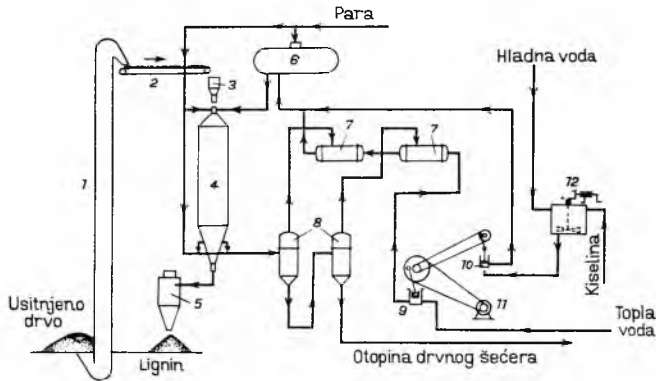 Para
Hladna voda
6
2
3
7
7
12
1
4
8
10
Kiselina
5
9
11
Usitnjeno drvo
Topla voda
Lignin
Otopina drvnog šećera